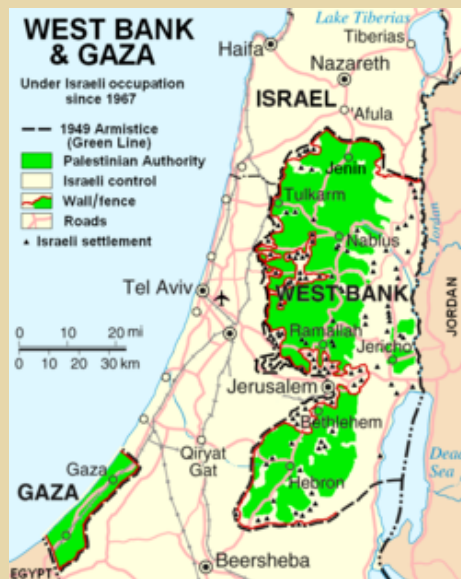 WEST BANK
& GAZA
Under Israeli occupation
since 1967
1949 Armistice
(Green Line)
Palestinian Authority
Israeli control
Wall/fence
Roads
Israeli settlement
Lake Tiberias
Haifa
Tiberias
Nazareth
ISRAEL
'Afula
Jenin
Tulkarm
Jordan
Nablus
Tel Aviv
WEST BANK
JORDAN
0 10 20 mi
0 10 20 30 km
Ramallah
Jericho
Jerusalem
Bethlehem
Qiryat
Gat
Dead
Sea
Gaza
GAZA
Hebron
Beersheba
EGYPT